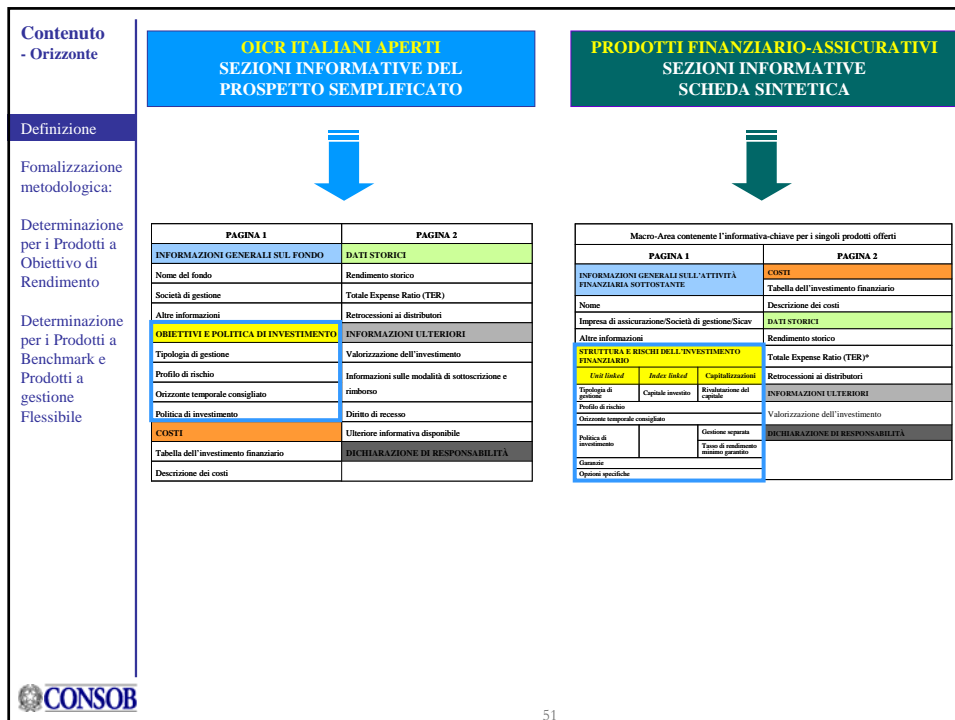 Contenuto
- Orizzonte
Definizione
Fomalizzazione
metodologica:
Determinazione
per i Prodotti a
Obiettivo di
Rendimento
Determinazione
per i Prodotti a
Benchmark e
Prodotti a
gestione
Flessibile
OICR ITALIANI APERTI
SEZIONI INFORMATIVE DEL
PROSPETTO SEMPLIFICATO
PAGINA 1 PAGINA 2
INFORMAZIONI GENERALI SUL FONDO DATI STORICI
Nome del fondo Rendimento storico
Società di gestione Totale Expense Ratio (TER)
Altre informazioni Retrocessioni ai distributori
OBIETTIVI E POLITICA DI INVESTIMENTO INFORMAZIONI ULTERIORI
Tipologia di gestione Valorizzazione dell'investimento
Profilo di rischio Informazioni sulle modalità di sottoscrizione e
Orizzonte temporale consigliato rimborso
Politica di investimento Diritto di recesso
COSTI Ulteriore informativa disponibile
Tabella dell'investimento finanziario DICHIARAZIONE DI RESPONSABILITÀ
Descrizione dei costi
PRODOTTI FINANZIARIO-ASSICURATIVI
SEZIONI INFORMATIVE
SCHEDA SINTETICA
Macro-Area contenente l'informativa-chiave per i singoli prodotti offerti
PAGINA 1 PAGINA 2
INFORMAZIONI GENERALI SULL'ATTIVITÀ COSTI
FINANZIARIA SOTTOSTANTE Tabella dell'investimento finanziario
Nome Descrizione dei costi
Impresa di assicurazione/Società di gestione/Sicav DATI STORICI
Altre informazioni Rendimento storico
STRUTTURA E RISCHI DELL'INVESTIMENTO
FINANZIARIO Totale Expense Ratio (TER)*
Unit linked Index linked Capitalizzazioni Retrocessioni ai distributori
Tipologia di
gestione Capitale investito Rivalutazione del
capitale INFORMAZIONI ULTERIORI
Profilo di rischio Valorizzazione dell'investimento
Orizzonte temporale consigliato
Politica di
investimento Gestione separata DICHIARAZIONE DI RESPONSABILITÀ
Tasso di rendimento
minimo garantito
Garanzie
Opzioni specifiche
CONSOB
51